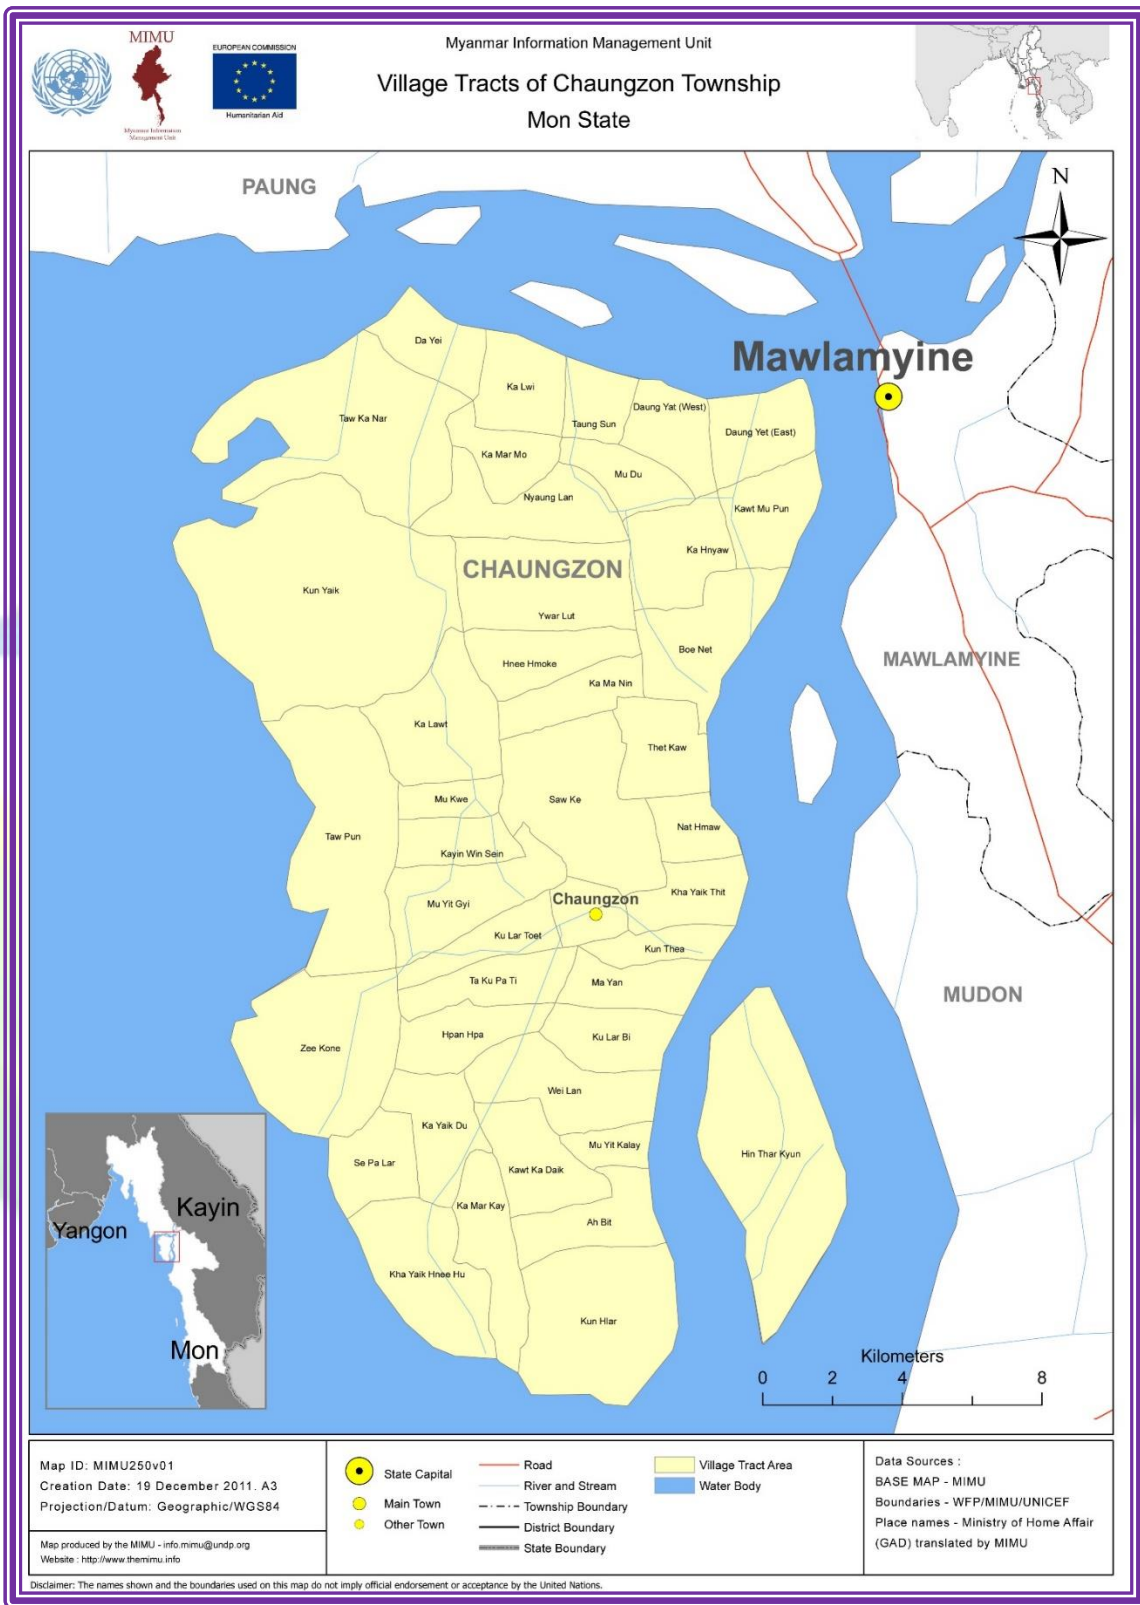 MIMU
Myanmar Information
Management Unit
EUROPEAN COMMISSION
Humanitarian Aid
Myanmar Information Management Unit
Village Tracts of Chaungzon Township
Mon State
PAUNG
N
Mawlamyine
Da Yei
Ka Lwi
Taw Ka Nar
Taung Sun
Daung Yat (West)
Daung Yet (East)
Ka Mar Mo
Mu Du
Nyaung Lan
Kawt Mu Pun
Ka Hnyaw
CHAUNGZON
Kun Yaik
Ywar Lut
Boe Net
MAWLAMYINE
Hnee Hmoke
Ka Ma Nin
Ka Lawt
Thet Kaw
Mu Kwe
Saw Ke
Taw Pun
Nat Hmaw
Kayin Win Sein
Kha Yaik Thit
Mu Yit Gyi
Chaungzon
Ku Lar Toet
Kun Thea
Ta Ku Pa Ti
Ma Yan
MUDON
Hpan Hpa
Ku Lar Bi
Zee Kone
Wei Lan
Ka Yaik Du
Mu Yit Kalay
Se Pa Lar
Kawt Ka Daik
Hin Thar Kyun
Ka Mar Kay
Ah Bit
Kha Yaik Hnee Hu
Kun Hlar
Kayin
Yangon
Mon
Kilometers
0 2 4 8
Map ID: MIMU250v01
Creation Date: 19 December 2011. A3
Projection/Datum: Geographic/WGS84
Map produced by the MIMU - info.mimu@undp.org
Website : http://www.themimu.info
State Capital
Main Town
Other Town
Road
River and Stream
Township Boundary
District Boundary
State Boundary
Village Tract Area
Water Body
Data Sources :
BASE MAP - MIMU
Boundaries - WFP/MIMU/UNICEF
Place names - Ministry of Home Affair
(GAD) translated by MIMU
Disclaimer: The names shown and the boundaries used on this map do not imply official endorsement or acceptance by the United Nations.